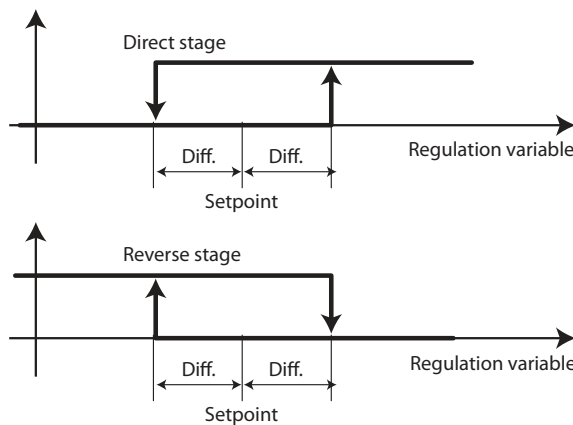 Direct stage
Diff. Diff.
Regulation variable
Setpoint
Reverse stage
Regulation variable
Diff. Diff.
Setpoint